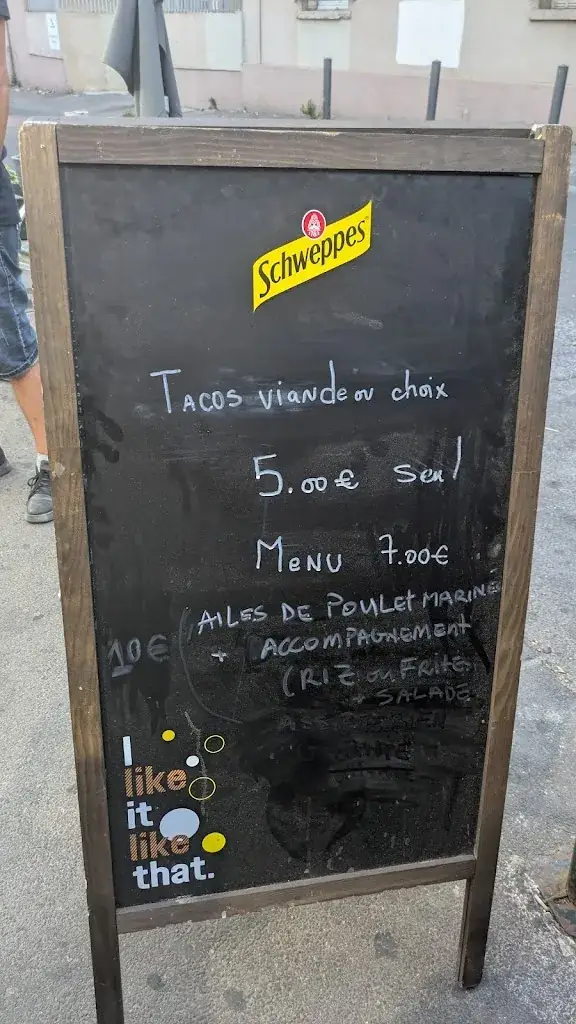 Schweppes
TACOS viande ou choix
5.00€ seul
MENU 7.00€
AILES DE POULET MARINE
10€ + ACCOMPAGNEMENT
(RIZ ou FRITE
+ SALADE
I
like
it
like
that.